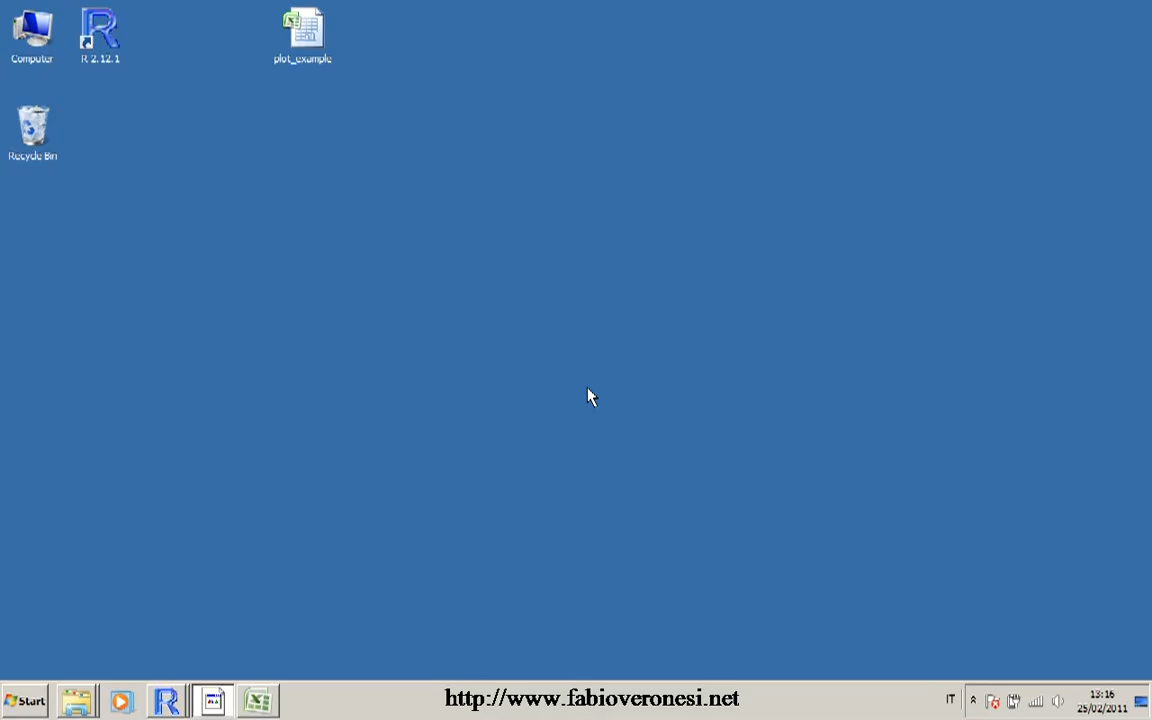 Computer
R 2.12.1
plot_example
Recycle Bin
Start
http://www.fabioveronesi.net
IT
13:16
25/02/2011